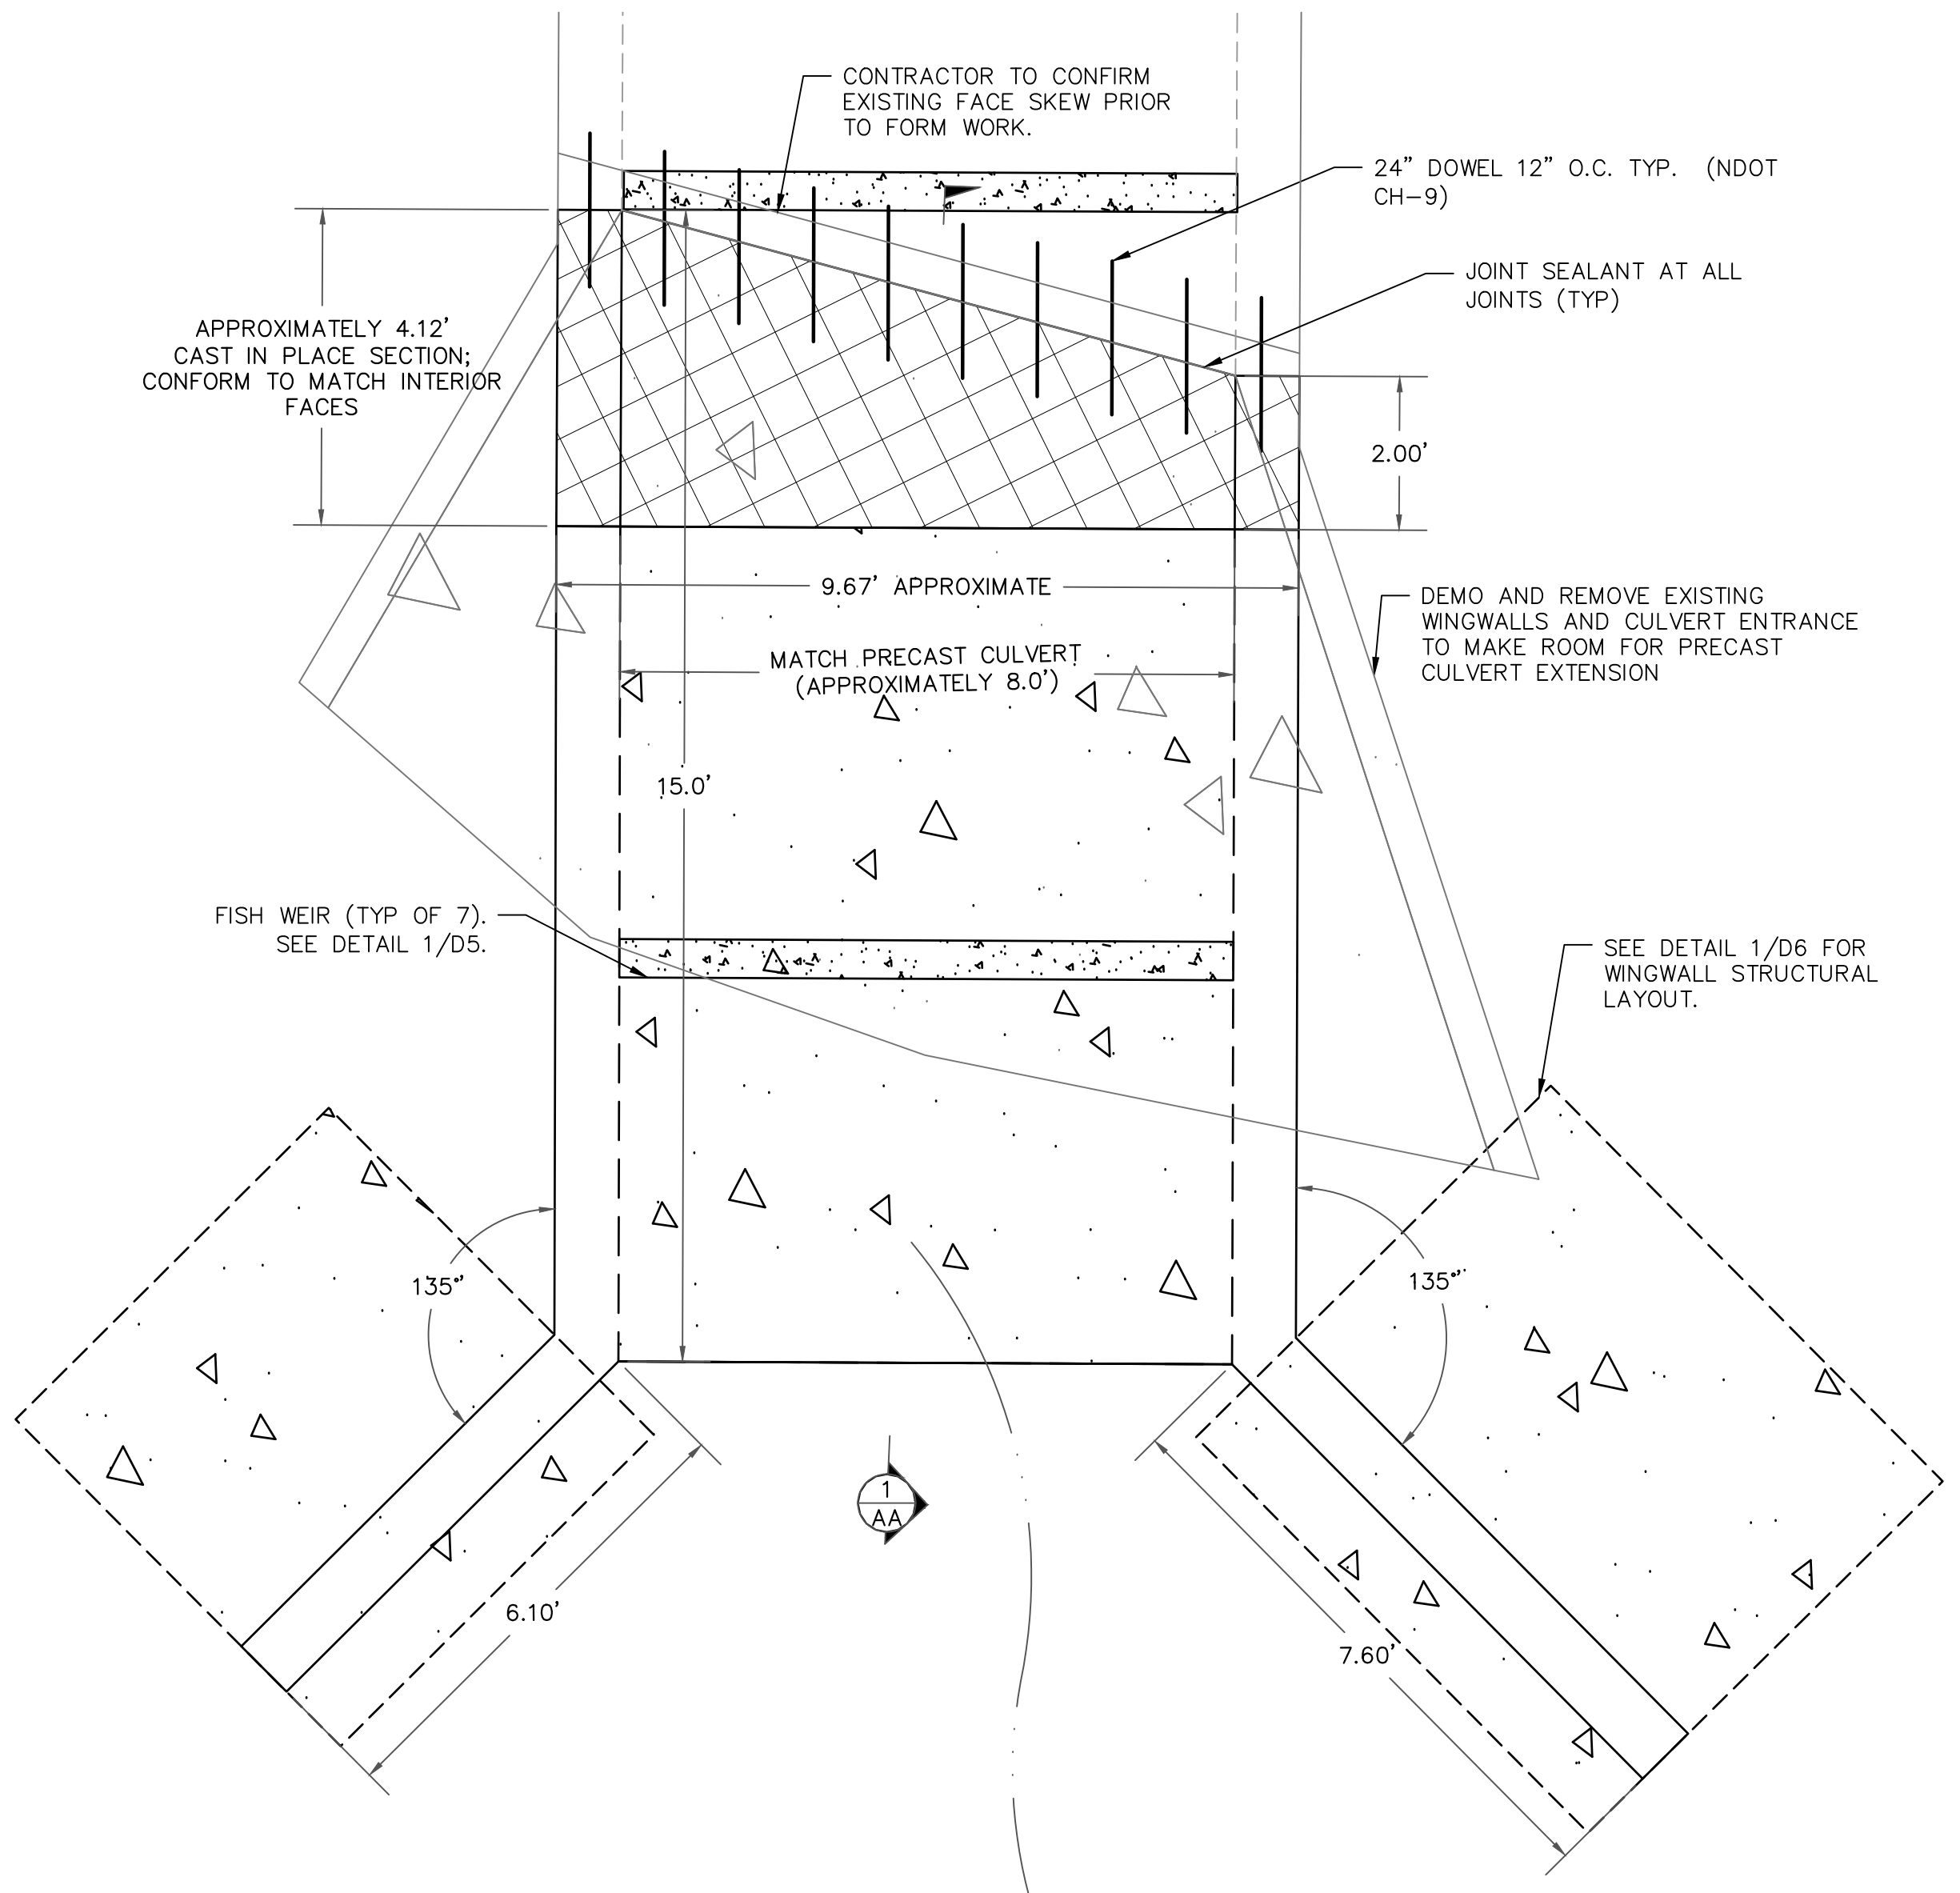 CONTRACTOR TO CONFIRM
EXISTING FACE SKEW PRIOR
TO FORM WORK.
24" DOWEL 12" O.C. TYP. (NDOT
CH-9)
JOINT SEALANT AT ALL
JOINTS (TYP)
APPROXIMATELY 4.12'
CAST IN PLACE SECTION;
CONFORM TO MATCH INTERIOR
FACES
2.00'
9.67' APPROXIMATE
DEMO AND REMOVE EXISTING
WINGWALLS AND CULVERT ENTRANCE
TO MAKE ROOM FOR PRECAST
CULVERT EXTENSION
MATCH PRECAST CULVERT
(APPROXIMATELY 8.0')
15.0'
FISH WEIR (TYP OF 7).
SEE DETAIL 1/D5.
SEE DETAIL 1/D6 FOR
WINGWALL STRUCTURAL
LAYOUT.
135°'
135°'
1
AA
6.10'
7.60'